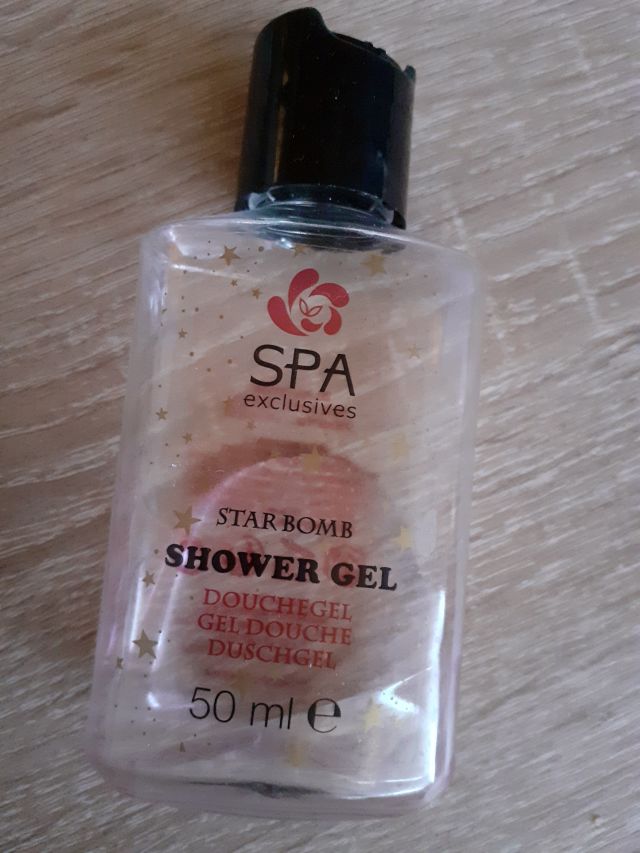 SPA
exclusives
STAR BOMB
SHOWER GEL
DOUCHEGEL
GEL DOUCHE
DUSCHGEL
50 ml ℮